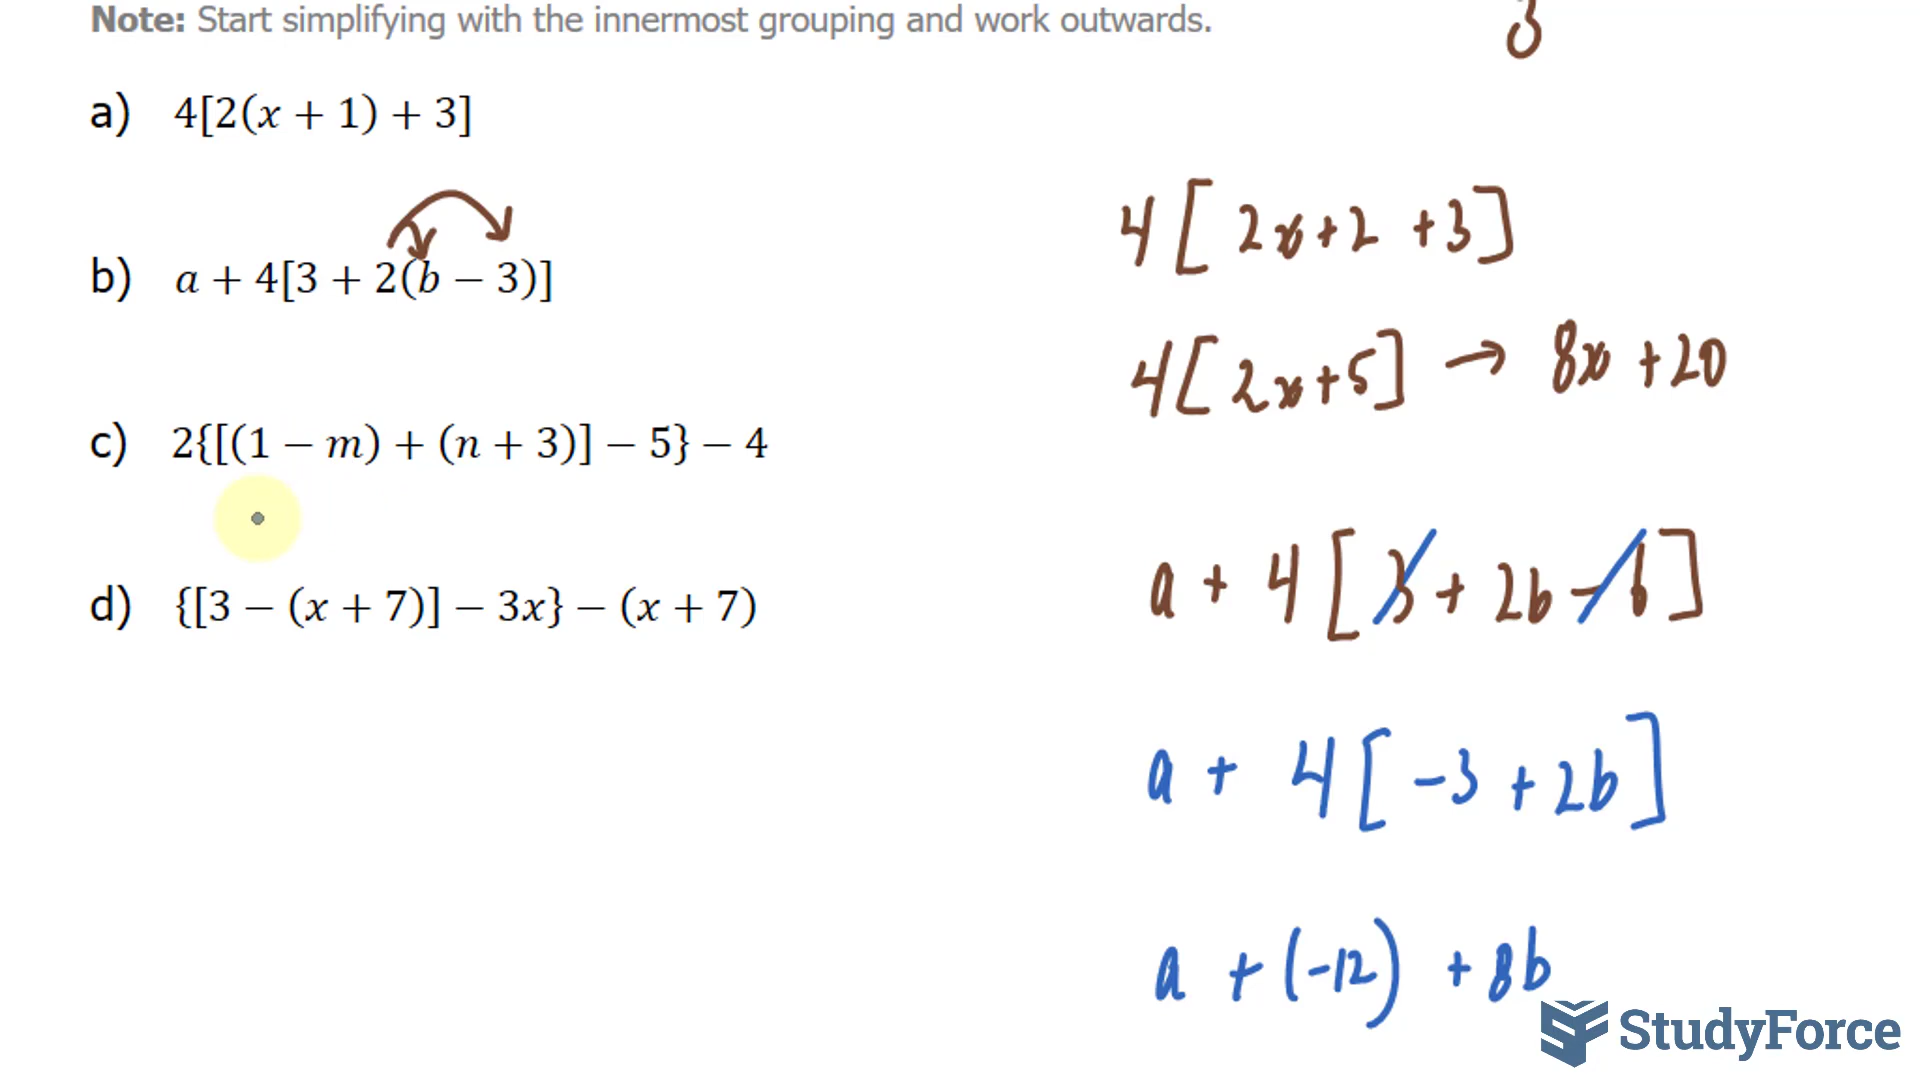 Note: Start simplifying with the innermost grouping and work outwards.
a) 4[2(x + 1) + 3]
b) a + 4[3 + 2(b − 3)]
c) 2{[(1 − m) + (n + 3)] − 5} − 4
d) {[3 − (x + 7)] − 3x} − (x + 7)
4[2x+2 +3]
4[2x+5] → 8x +20
a + 4[3 + 2b − 6]
a + 4[−3 + 2b]
a + (−12) + 8b
StudyForce